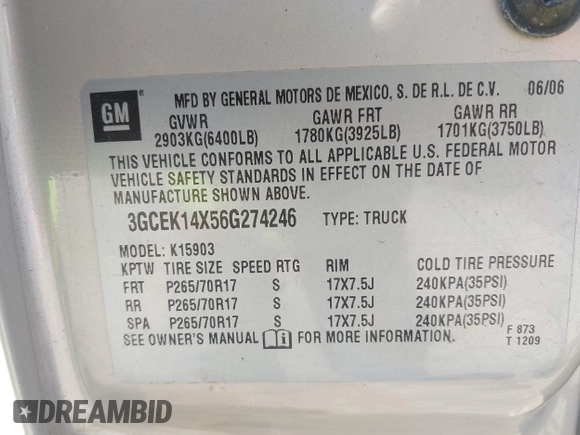 GM
MFD BY GENERAL MOTORS DE MEXICO, S. DE R.L. DE C.V. 06/06
GVWR GAWR FRT GAWR RR
2903KG(6400LB) 1780KG(3925LB) 1701KG(3750LB)
THIS VEHICLE CONFORMS TO ALL APPLICABLE U.S. FEDERAL MOTOR
VEHICLE SAFETY STANDARDS IN EFFECT ON THE DATE OF
MANUFACTURE SHOWN ABOVE.
3GCEK14X56G274246 TYPE: TRUCK
MODEL: K15903
KPTW TIRE SIZE SPEED RTG RIM COLD TIRE PRESSURE
FRT P265/70R17 S 17X7.5J 240KPA(35PSI)
RR P265/70R17 S 17X7.5J 240KPA(35PSI)
SPA P265/70R17 S 17X7.5J 240KPA(35PSI)
SEE OWNER'S MANUAL i FOR MORE INFORMATION.
F 873
T 1209
DREAMBID